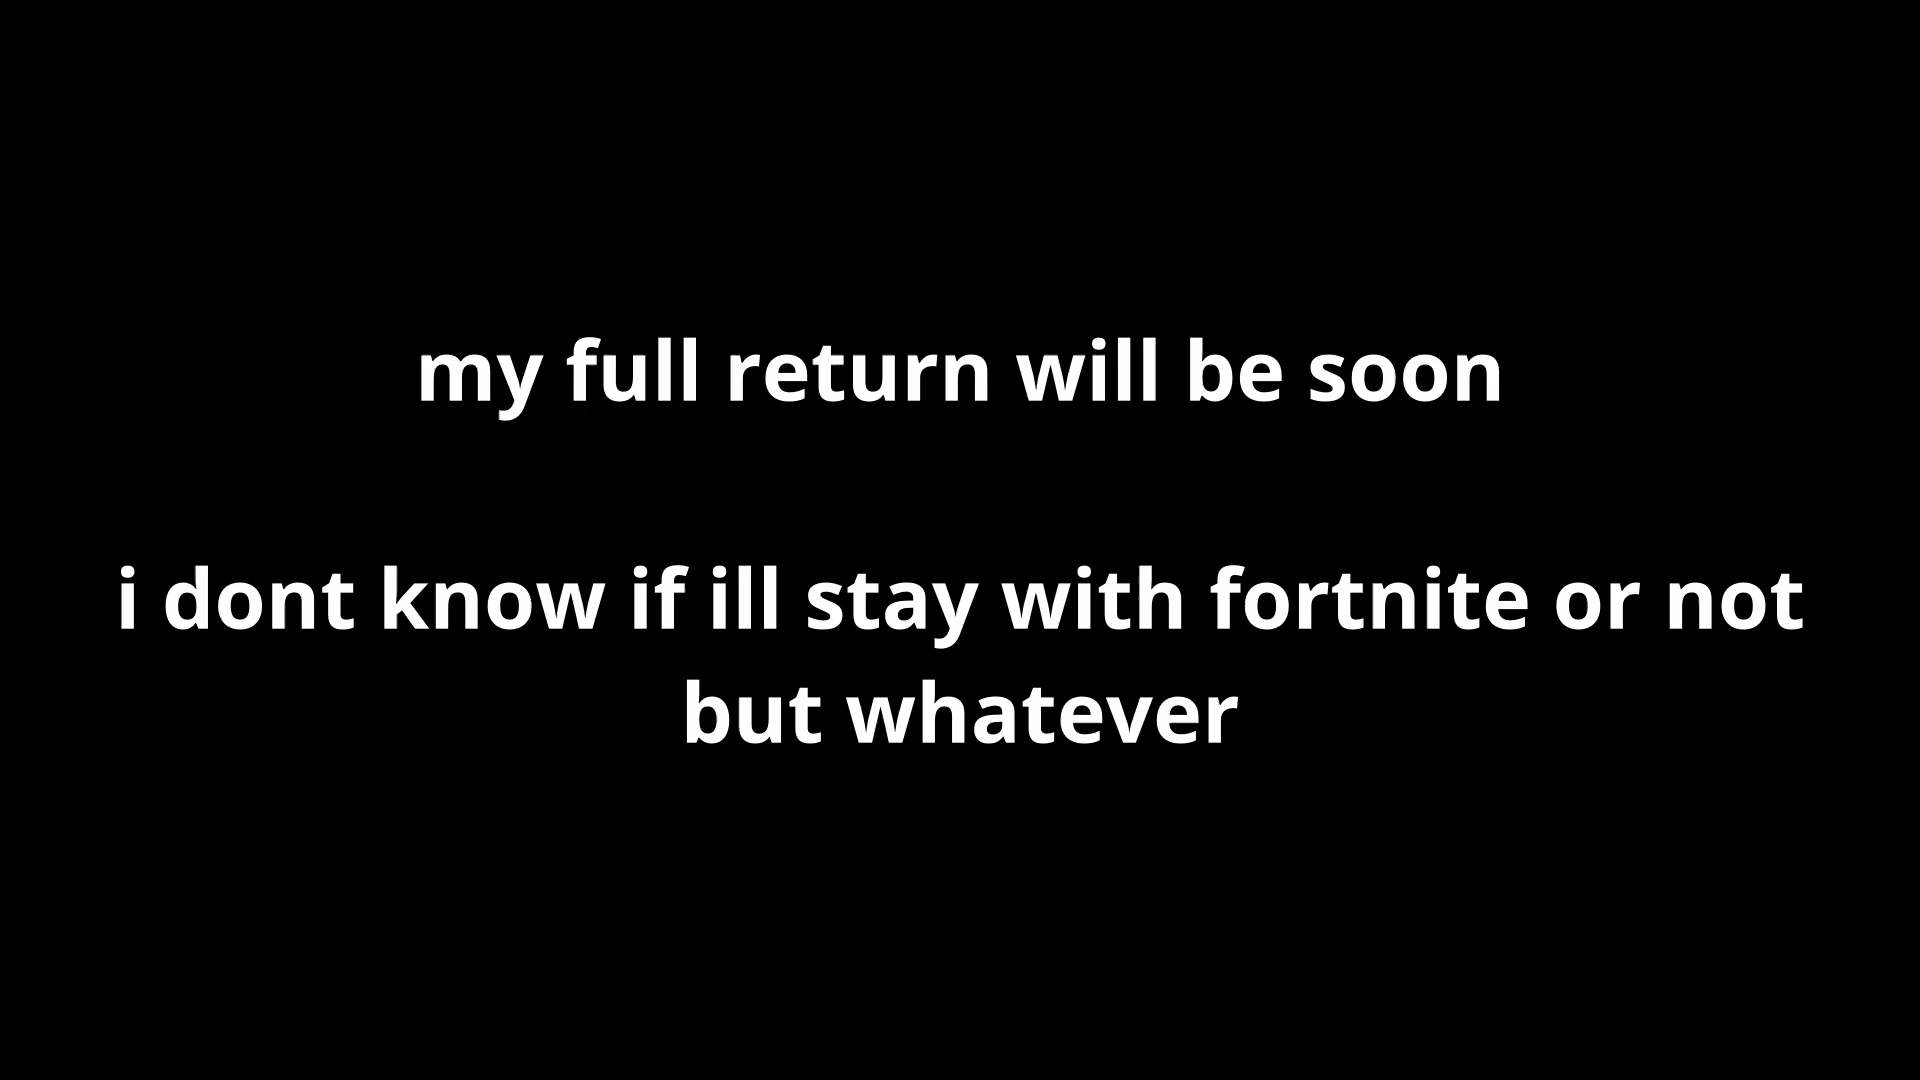 my full return will be soon
i dont know if ill stay with fortnite or not
but whatever